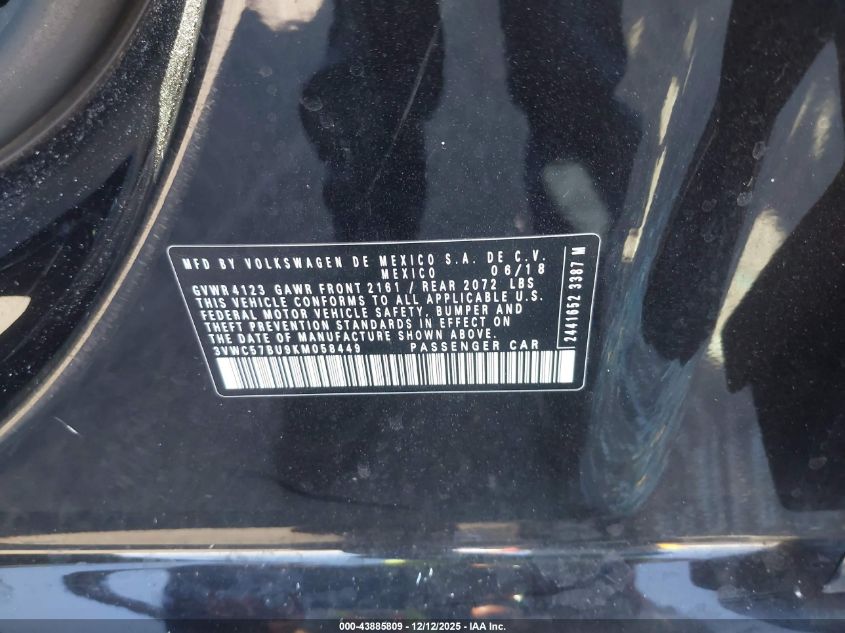 MFD BY VOLKSWAGEN DE MEXICO S.A. DE C.V.
MEXICO 06/18
GVWR 4123 GAWR FRONT 2161 / REAR 2072 LBS
THIS VEHICLE CONFORMS TO ALL APPLICABLE U.S.
FEDERAL MOTOR VEHICLE SAFETY, BUMPER AND
THEFT PREVENTION STANDARDS IN EFFECT ON
THE DATE OF MANUFACTURE SHOWN ABOVE.
3VWC57BU9KM058449 PASSENGER CAR
2441652 3387 M
000-43885809 - 12/12/2025 - IAA Inc.